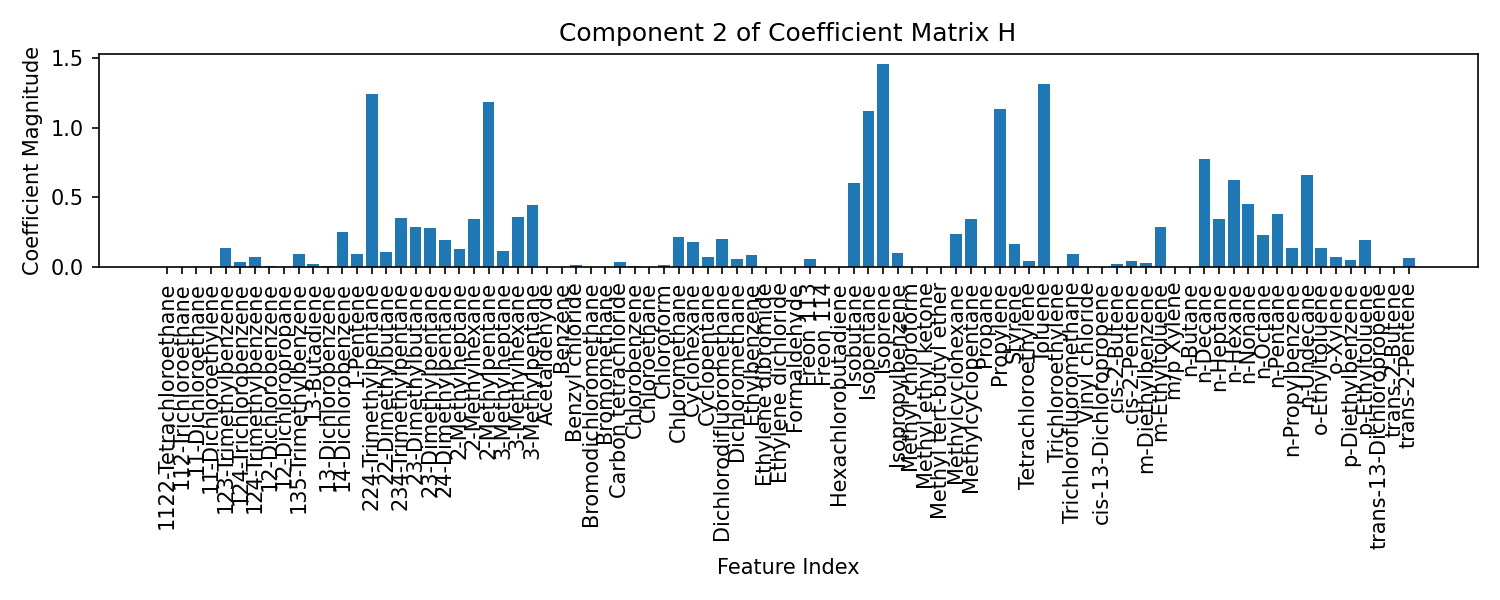 Component 2 of Coefficient Matrix H
Coefficient Magnitude
1.5
1.0
0.5
0.0
1122-Tetrachloroethane
112-Trichloroethane
11-Dichloroethane
11-Dichloroethylene
123-Trimethylbenzene
124-Trichlorobenzene
124-Trimethylbenzene
12-Dichlorobenzene
12-Dichloropropane
135-Trimethylbenzene
13-Butadiene
13-Dichlorobenzene
14-Dichlorobenzene
1-Pentene
224-Trimethylpentane
22-Dimethylbutane
234-Trimethylpentane
23-Dimethylbutane
23-Dimethylpentane
24-Dimethylpentane
2-Methylheptane
2-Methylhexane
2-Methylpentane
3-Methylheptane
3-Methylhexane
3-Methylpentane
Acetaldehyde
Benzene
Benzyl chloride
Bromodichloromethane
Bromomethane
Carbon tetrachloride
Chlorobenzene
Chloroethane
Chloroform
Chloromethane
Cyclohexane
Cyclopentane
Dichlorodifluoromethane
Dichloromethane
Ethylbenzene
Ethylene dibromide
Ethylene dichloride
Formaldehyde
Freon 113
Freon 114
Hexachlorobutadiene
Isobutane
Isopentane
Isoprene
Isopropylbenzene
Methyl chloroform
Methyl ethyl ketone
Methyl tert-butyl ether
Methylcyclohexane
Methylcyclopentane
Propane
Propylene
Styrene
Tetrachloroethylene
Toluene
Trichloroethylene
Trichlorofluoromethane
Vinyl chloride
cis-13-Dichloropropene
cis-2-Butene
cis-2-Pentene
m-Diethylbenzene
m-Ethyltoluene
m/p Xylene
n-Butane
n-Decane
n-Heptane
n-Hexane
n-Nonane
n-Octane
n-Pentane
n-Propylbenzene
n-Undecane
o-Ethyltoluene
o-Xylene
p-Diethylbenzene
p-Ethyltoluene
trans-13-Dichloropropene
trans-2-Butene
trans-2-Pentene
Feature Index